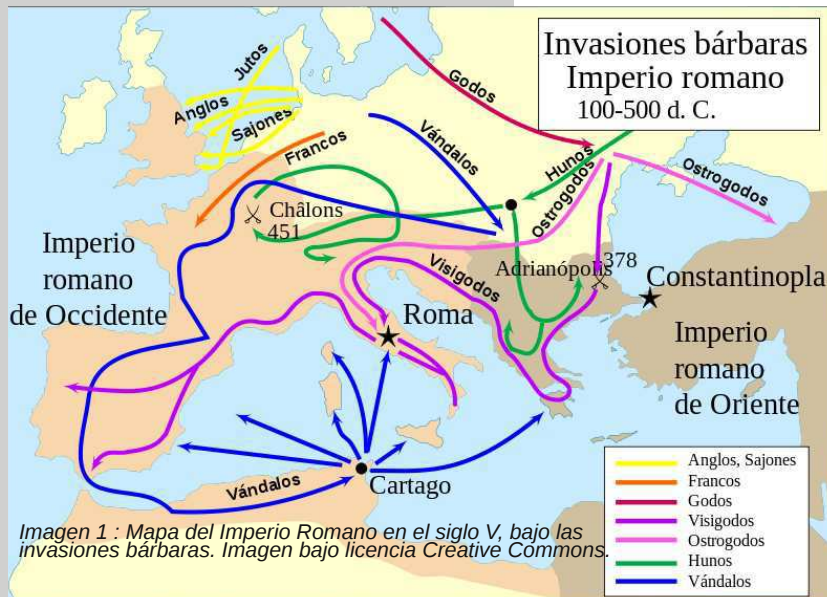 Invasiones bárbaras
Imperio romano
100-500 d. C.
Jutos
Anglos
Sajones
Godos
Francos
Vándalos
Hunos
Ostrogodos
Ostrogodos
Châlons
451
Imperio
romano
de Occidente
Visigodos
Adrianópolis
378
Constantinopla
Roma
Imperio
romano
de Oriente
Vándalos
Cartago
Anglos, Sajones
Francos
Godos
Visigodos
Ostrogodos
Hunos
Vándalos
Imagen 1 : Mapa del Imperio Romano en el siglo V, bajo las
invasiones bárbaras. Imagen bajo licencia Creative Commons.